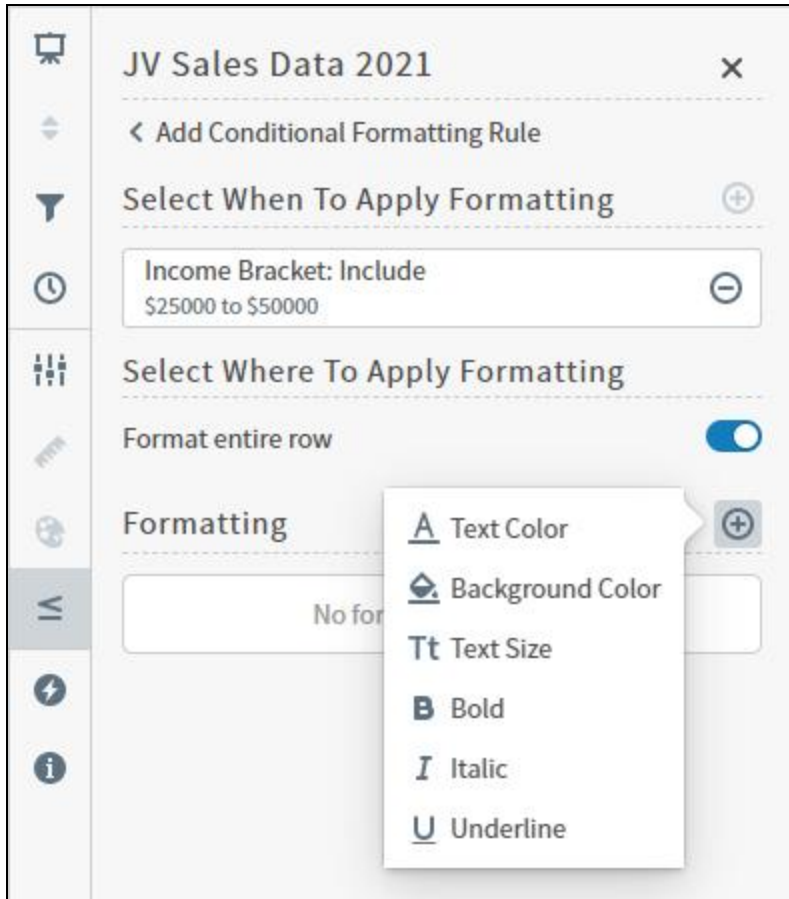 JV Sales Data 2021
Add Conditional Formatting Rule
Select When To Apply Formatting
Income Bracket: Include
$25000 to $50000
Select Where To Apply Formatting
Format entire row
Formatting
No for
Text Color
Background Color
Tt Text Size
B Bold
I Italic
U Underline